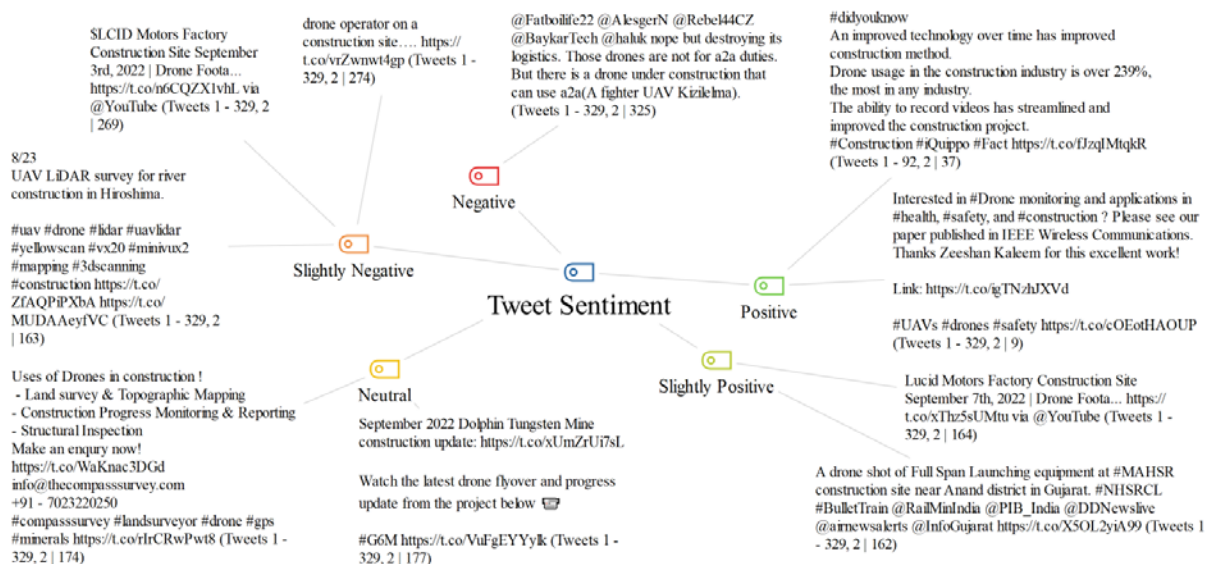 $LCID Motors Factory
Construction Site September
3rd, 2022 | Drone Foota...
https://t.co/n6CQZX1vhL via
@YouTube (Tweets 1 - 329, 2
| 269)
drone operator on a
construction site…. https://
t.co/vrZwnwt4gp (Tweets 1 -
329, 2 | 274)
@Fatboilife22 @AlesgerN @Rebel44CZ
@BaykarTech @haluk nope but destroying its
logistics. Those drones are not for a2a duties.
But there is a drone under construction that
can use a2a(A fighter UAV Kizilelma).
(Tweets 1 - 329, 2 | 325)
#didyouknow
An improved technology over time has improved
construction method.
Drone usage in the construction industry is over 239%,
the most in any industry.
The ability to record videos has streamlined and
improved the construction project.
#Construction #iQuippo #Fact https://t.co/fJzqIMtqkR
(Tweets 1 - 92, 2 | 37)
8/23
UAV LiDAR survey for river
construction in Hiroshima.
#uav #drone #lidar #uavlidar
#yellowscan #vx20 #minivux2
#mapping #3dscanning
#construction https://t.co/
ZfAQPiPXbA https://t.co/
MUDAAeyfVC (Tweets 1 - 329, 2
| 163)
Negative
Slightly Negative
Tweet Sentiment
Positive
Interested in #Drone monitoring and applications in
#health, #safety, and #construction ? Please see our
paper published in IEEE Wireless Communications.
Thanks Zeeshan Kaleem for this excellent work!
Link: https://t.co/igTNzhJXVd
#UAVs #drones #safety https://t.co/cOEotHAOUP
(Tweets 1 - 329, 2 | 9)
Neutral
Slightly Positive
Uses of Drones in construction !
- Land survey & Topographic Mapping
- Construction Progress Monitoring & Reporting
- Structural Inspection
Make an enqury now!
https://t.co/WaKnac3DGd
info@thecompasssurvey.com
+91 - 7023220250
#compasssurvey #landsurveyor #drone #gps
#minerals https://t.co/rIrCRwPwt8 (Tweets 1 -
329, 2 | 174)
September 2022 Dolphin Tungsten Mine
construction update: https://t.co/xUmZrUi7sL
Watch the latest drone flyover and progress
update from the project below
#G6M https://t.co/VuFgEYYylk (Tweets 1 -
329, 2 | 177)
Lucid Motors Factory Construction Site
September 7th, 2022 | Drone Foota... https://
t.co/xThz5sUMtu via @YouTube (Tweets 1 -
329, 2 | 164)
A drone shot of Full Span Launching equipment at #MAHSR
construction site near Anand district in Gujarat. #NHSRCL
#BulletTrain @RailMinIndia @PIB_India @DDNewslive
@airnewsalerts @InfoGujarat https://t.co/X5OL2yiA99 (Tweets 1
- 329, 2 | 162)